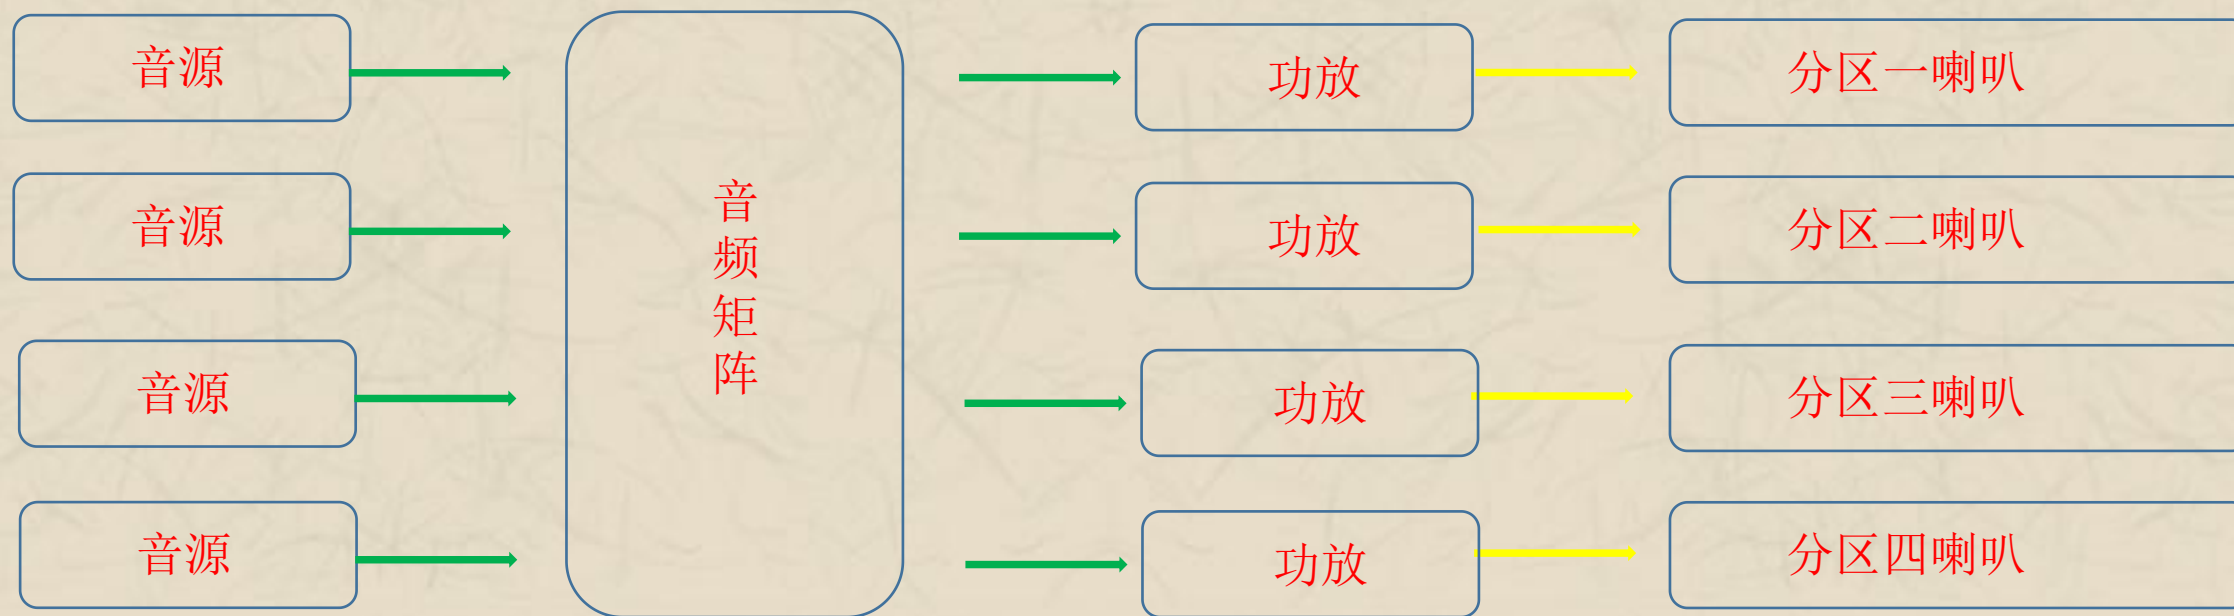 音源
功放
分区一喇叭
音源
功放
分区二喇叭
音频矩阵
音源
功放
分区三喇叭
音源
功放
分区四喇叭